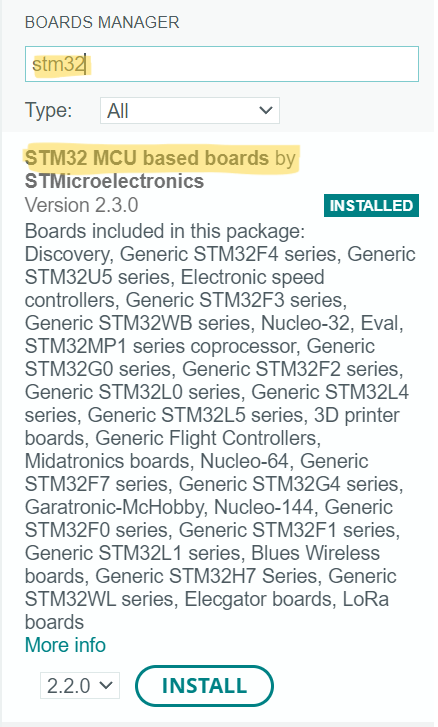 BOARDS MANAGER
stm32
Type: All
STM32 MCU based boards by
STMicroelectronics
Version 2.3.0 INSTALLED
Boards included in this package:
Discovery, Generic STM32F4 series, Generic
STM32U5 series, Electronic speed
controllers, Generic STM32F3 series,
Generic STM32WB series, Nucleo-32, Eval,
STM32MP1 series coprocessor, Generic
STM32G0 series, Generic STM32F2 series,
Generic STM32L0 series, Generic STM32L4
series, Generic STM32L5 series, 3D printer
boards, Generic Flight Controllers,
Midatronics boards, Nucleo-64, Generic
STM32F7 series, Generic STM32G4 series,
Garatronic-McHobby, Nucleo-144, Generic
STM32F0 series, Generic STM32F1 series,
Generic STM32L1 series, Blues Wireless
boards, Generic STM32H7 Series, Generic
STM32WL series, Elecgator boards, LoRa
boards
More info
2.2.0 INSTALL